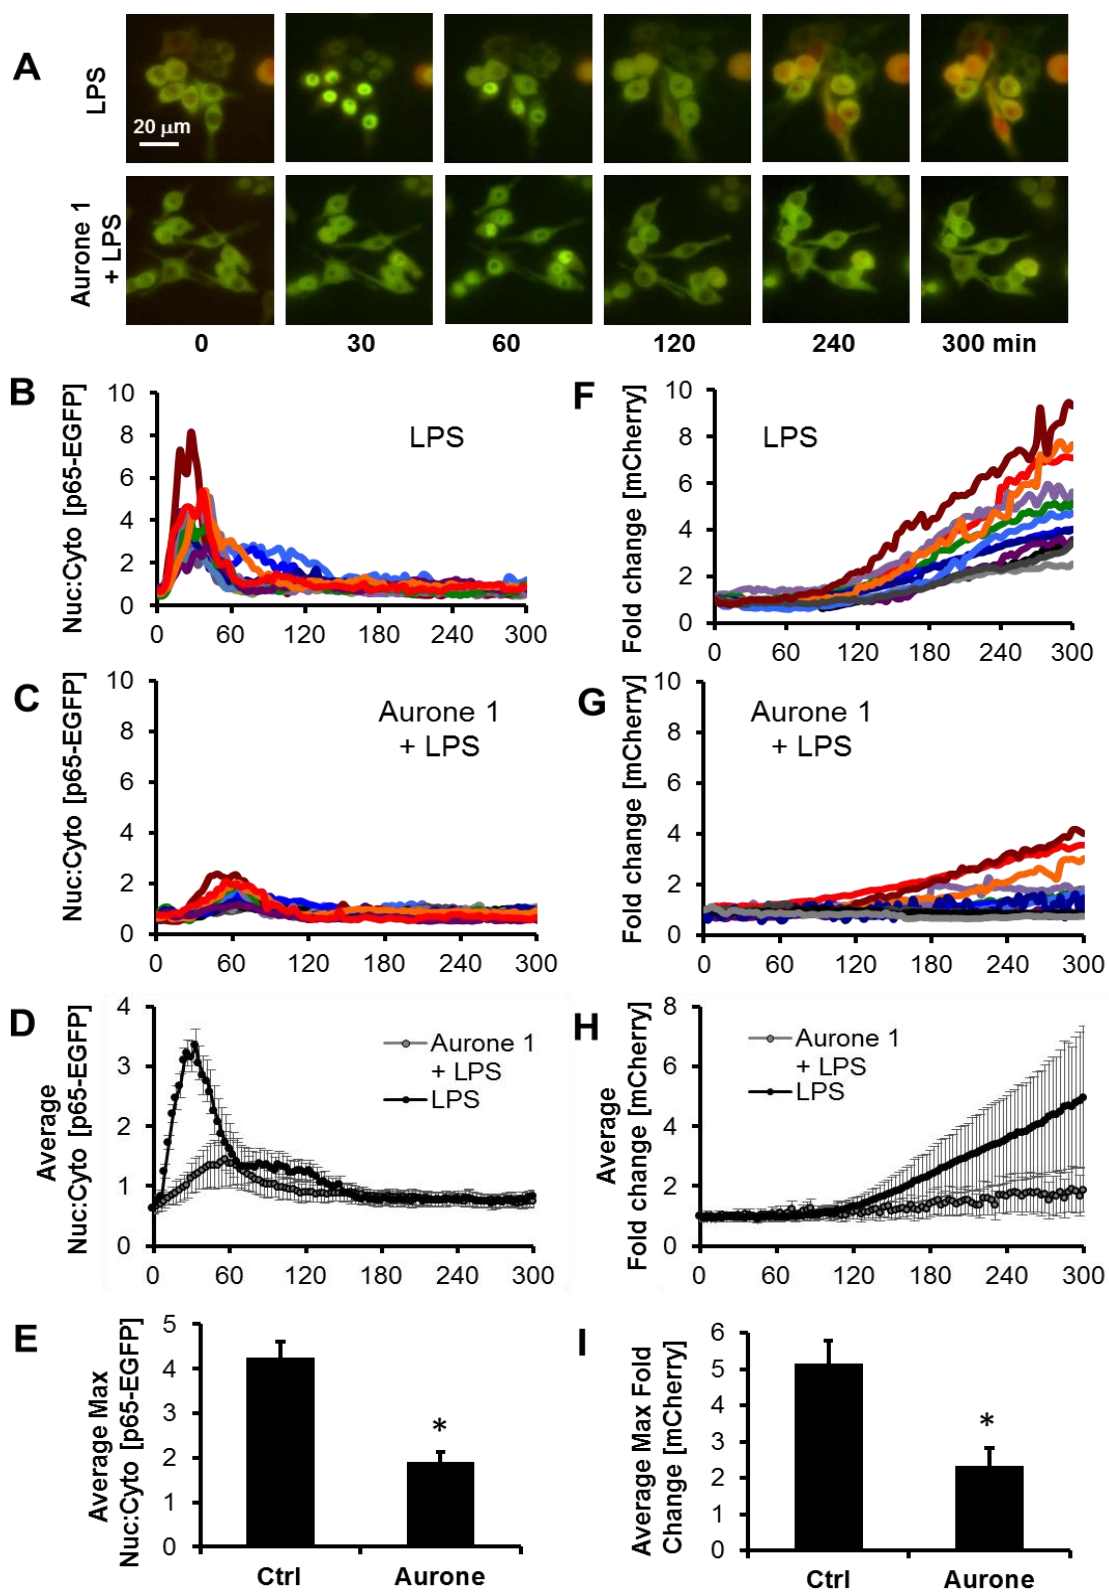 A
LPS
20 μm
Aurone 1
+ LPS
0 30 60 120 240 300 min
B
Nuc:Cyto [p65-EGFP]
10
8
6
4
2
0
LPS
0 60 120 180 240 300
F
Fold change [mCherry]
10
8
6
4
2
0
LPS
0 60 120 180 240 300
C
Nuc:Cyto [p65-EGFP]
10
8
6
4
2
0
Aurone 1
+ LPS
0 60 120 180 240 300
G
Fold change [mCherry]
10
8
6
4
2
0
Aurone 1
+ LPS
0 60 120 180 240 300
D
Average
Nuc:Cyto [p65-EGFP]
4
3
2
1
0
Aurone 1
+ LPS
LPS
0 60 120 180 240 300
H
Average
Fold change [mCherry]
8
6
4
2
0
Aurone 1
+ LPS
LPS
0 60 120 180 240 300
E
Average Max
Nuc:Cyto [p65-EGFP]
5
4
3
2
1
0
*
Ctrl Aurone
I
Average Max Fold
Change [mCherry]
6
5
4
3
2
1
0
*
Ctrl Aurone